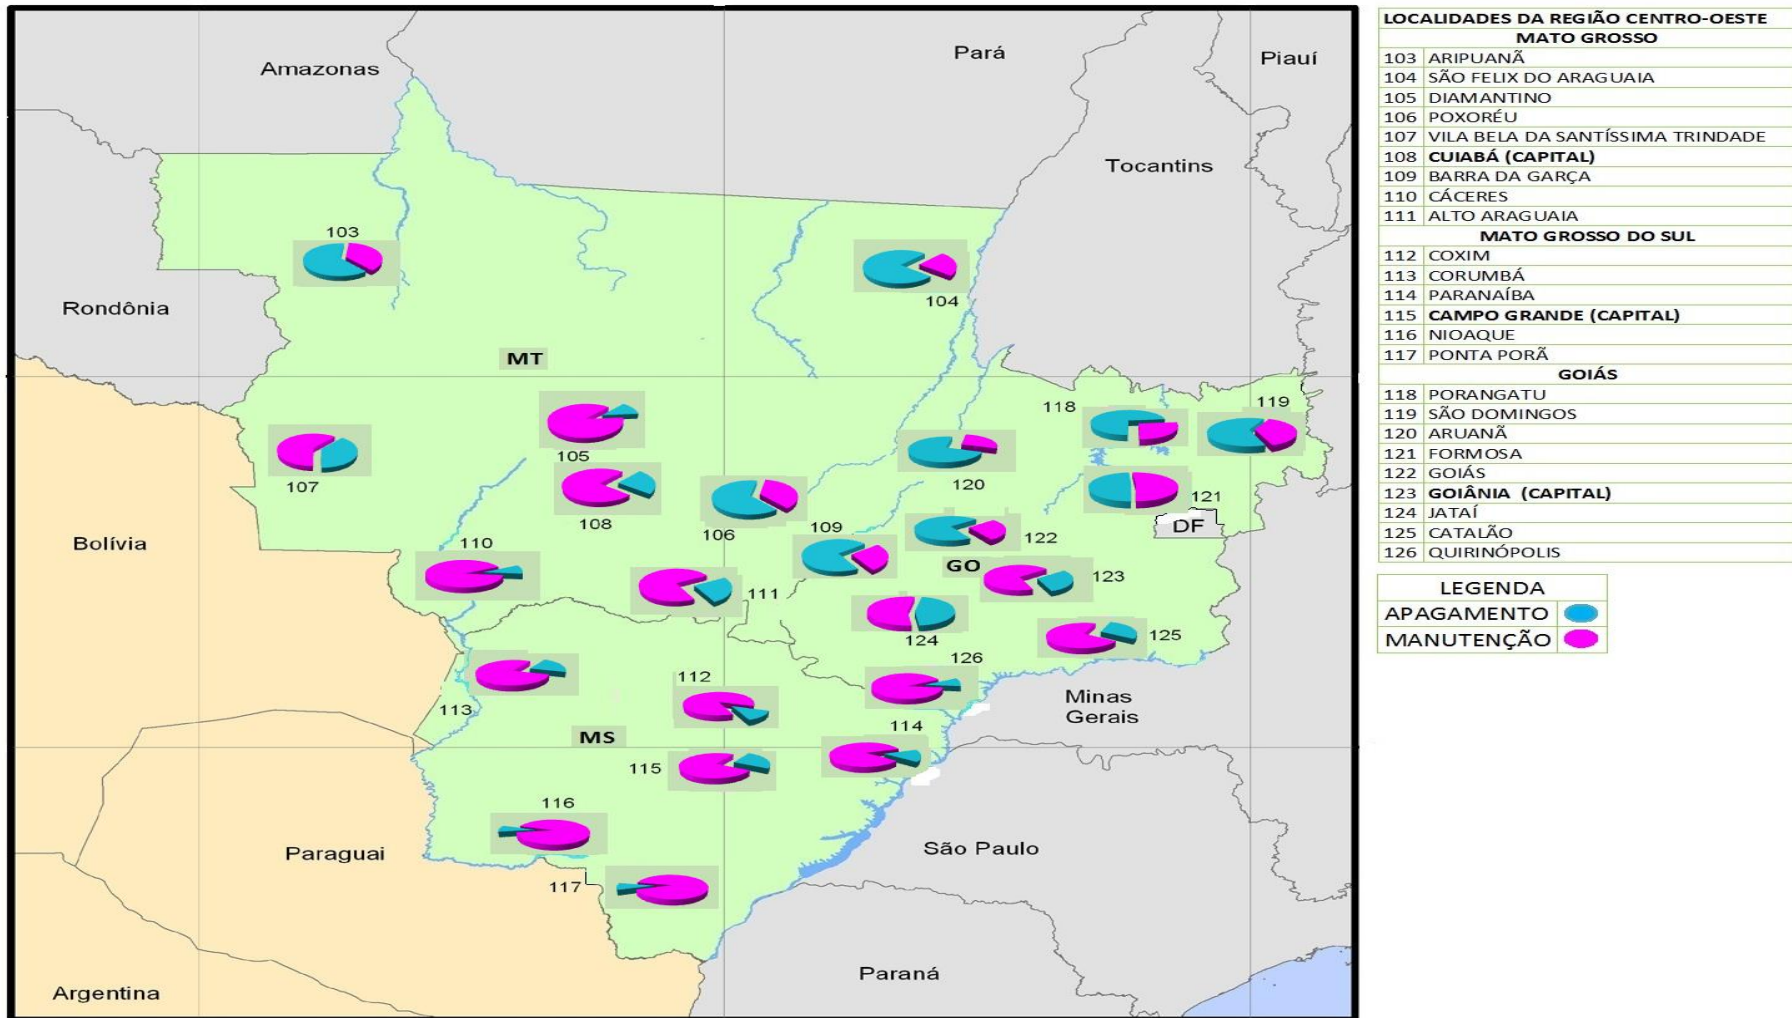 Amazonas
Pará
Piauí
Tocantins
103
Rondônia
104
MT
118
119
105
107
120
108
106
109
121
Bolívia
110
122
DF
GO
123
111
124
125
126
112
113
Minas
Gerais
114
MS
115
116
Paraguai
São Paulo
117
Paraná
Argentina
LOCALIDADES DA REGIÃO CENTRO-OESTE
MATO GROSSO
103 ARIPUANÃ
104 SÃO FELIX DO ARAGUAIA
105 DIAMANTINO
106 POXORÉU
107 VILA BELA DA SANTÍSSIMA TRINDADE
108 CUIABÁ (CAPITAL)
109 BARRA DA GARÇA
110 CÁCERES
111 ALTO ARAGUAIA
MATO GROSSO DO SUL
112 COXIM
113 CORUMBÁ
114 PARANAÍBA
115 CAMPO GRANDE (CAPITAL)
116 NIOAQUE
117 PONTA PORÃ
GOIÁS
118 PORANGATU
119 SÃO DOMINGOS
120 ARUANÃ
121 FORMOSA
122 GOIÁS
123 GOIÂNIA (CAPITAL)
124 JATAÍ
125 CATALÃO
126 QUIRINÓPOLIS
LEGENDA
APAGAMENTO
MANUTENÇÃO